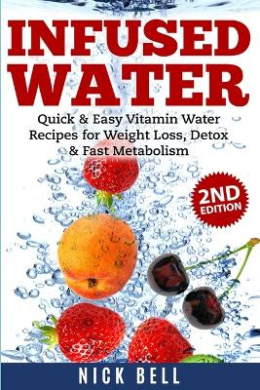 INFUSED
WATER
Quick & Easy Vitamin Water
Recipes for Weight Loss, Detox
& Fast Metabolism
2ND
EDITION
NICK BELL